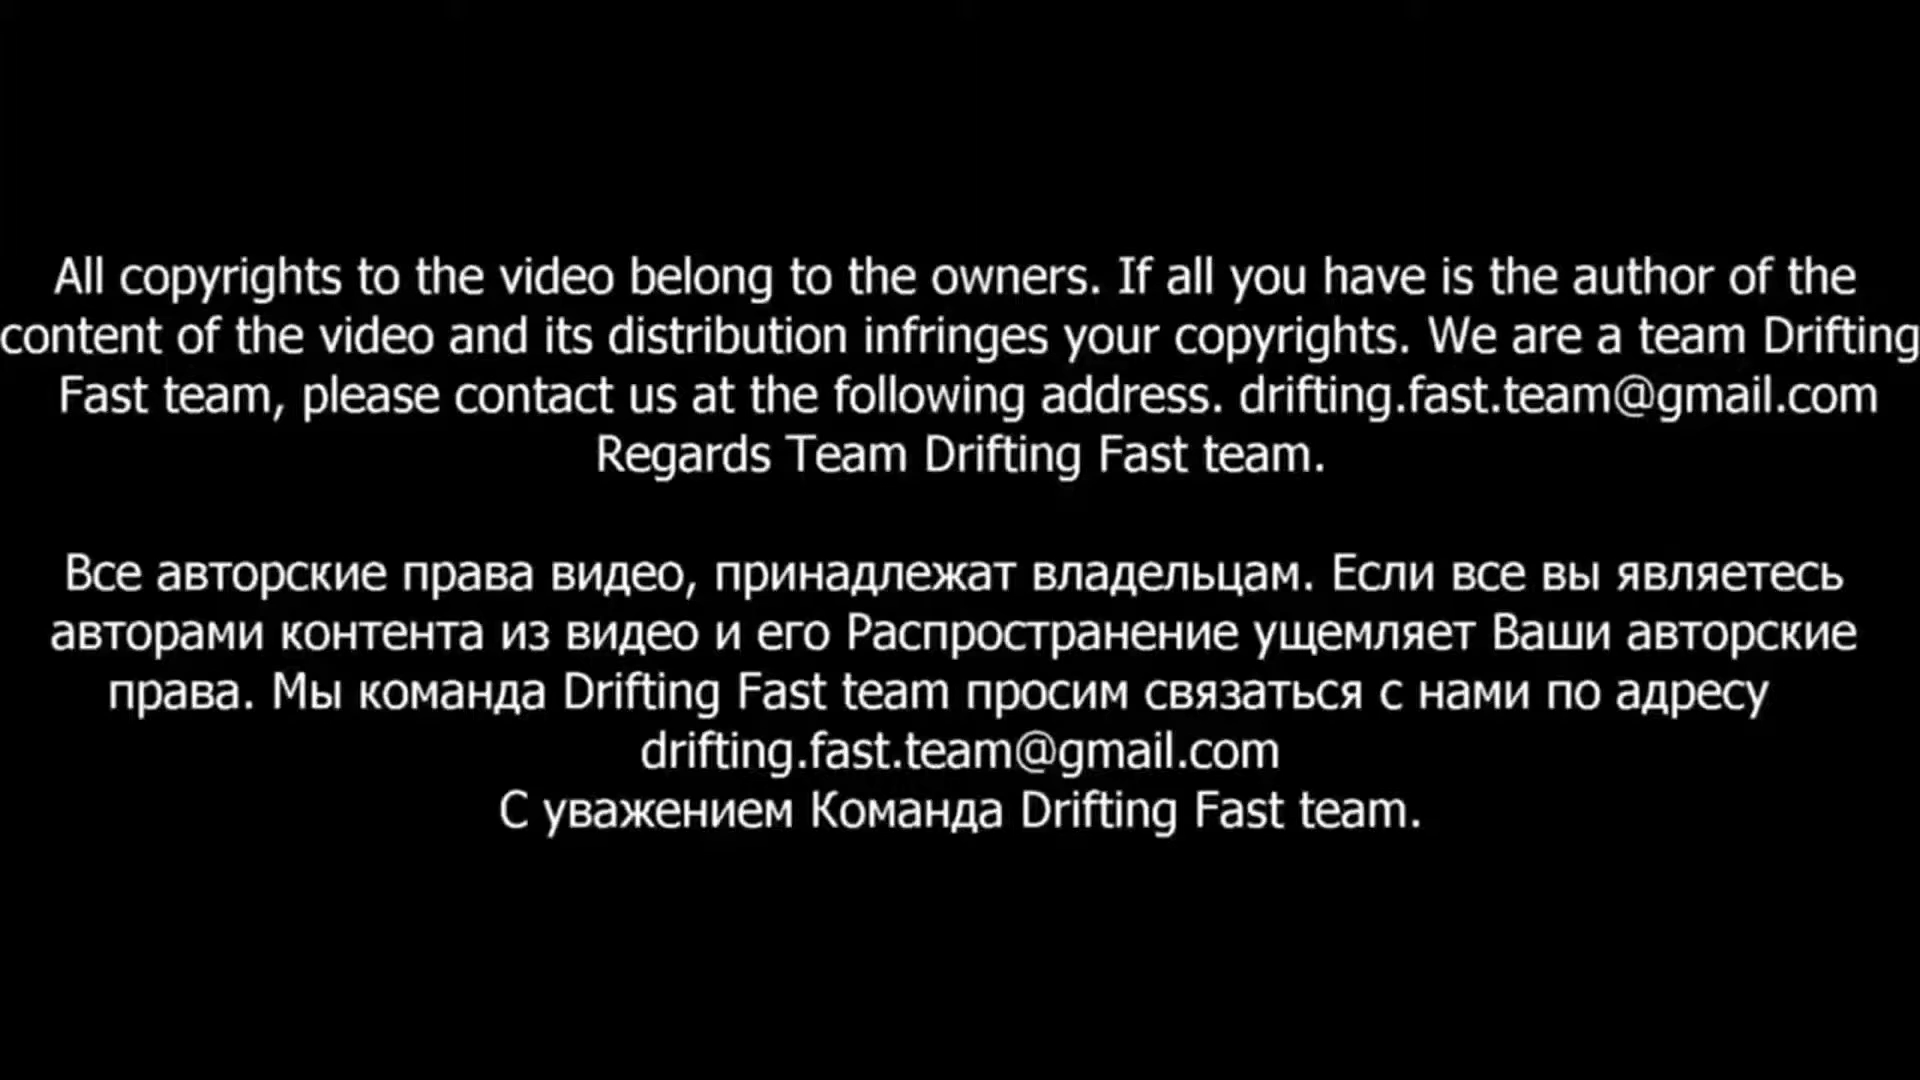 All copyrights to the video belong to the owners. If all you have is the author of the
content of the video and its distribution infringes your copyrights. We are a team Drifting
Fast team, please contact us at the following address. drifting.fast.team@gmail.com
Regards Team Drifting Fast team.
Все авторские права видео, принадлежат владельцам. Если все вы являетесь
авторами контента из видео и его Распространение ущемляет Ваши авторские
права. Мы команда Drifting Fast team просим связаться с нами по адресу
drifting.fast.team@gmail.com
С уважением Команда Drifting Fast team.